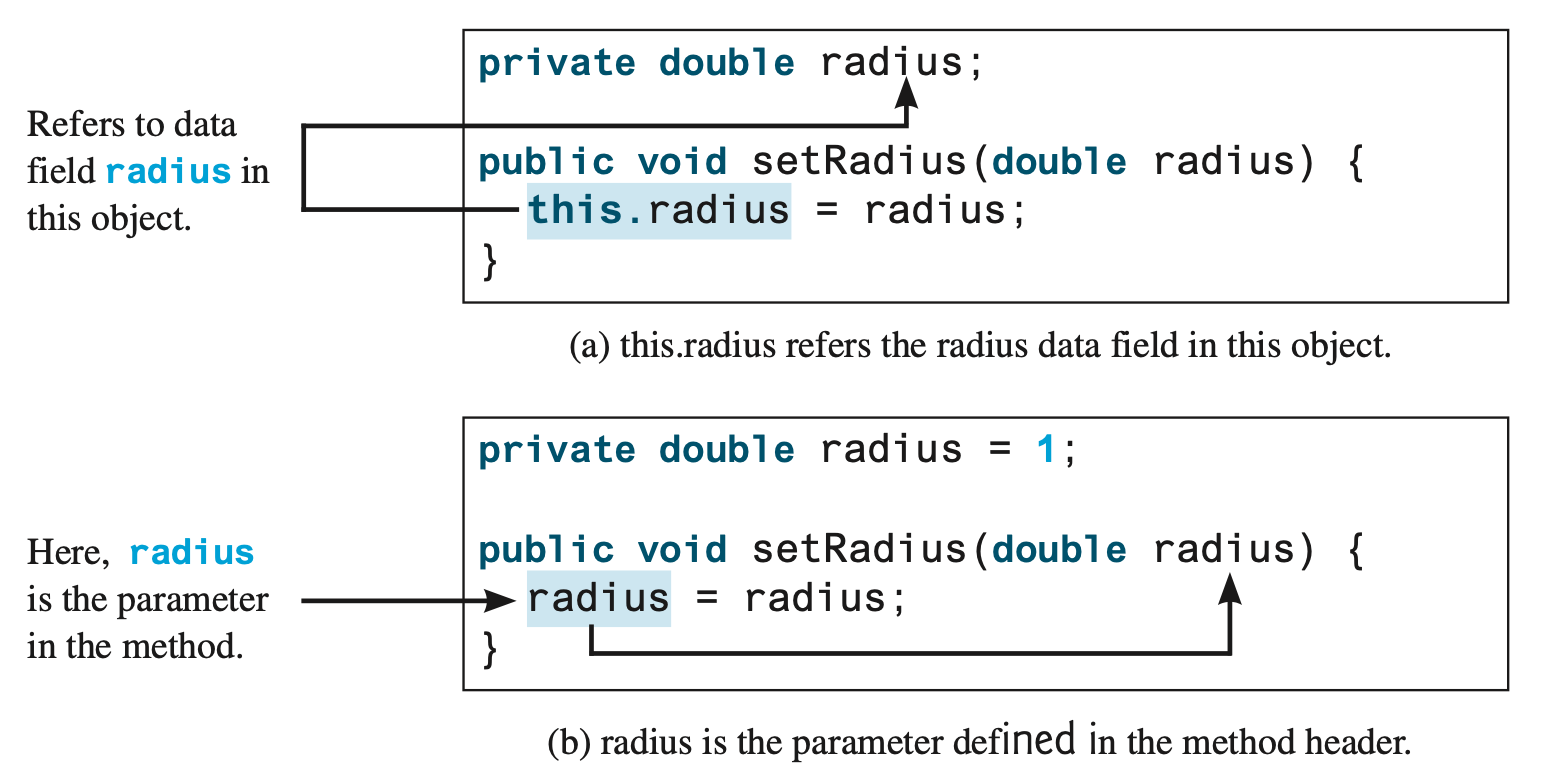 private double radius;
Refers to data
field radius in
this object.
public void setRadius(double radius) {
this.radius = radius;
}
(a) this.radius refers the radius data field in this object.
private double radius = 1;
Here, radius
is the parameter
in the method.
public void setRadius(double radius) {
radius = radius;
}
(b) radius is the parameter defined in the method header.